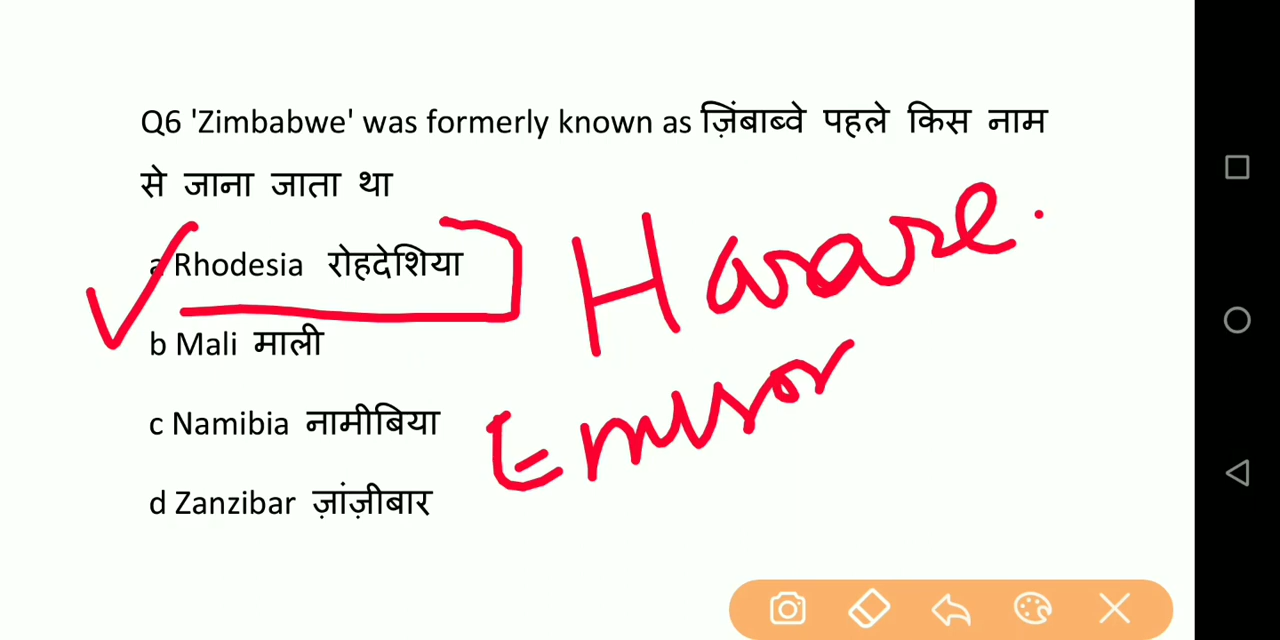 Q6 'Zimbabwe' was formerly known as ज़िंबाब्वे पहले किस नाम
से जाना जाता था
a Rhodesia रोहदेशिया
Harare.
b Mali माली
c Namibia नामीबिया
d Zanzibar ज़ांज़ीबार